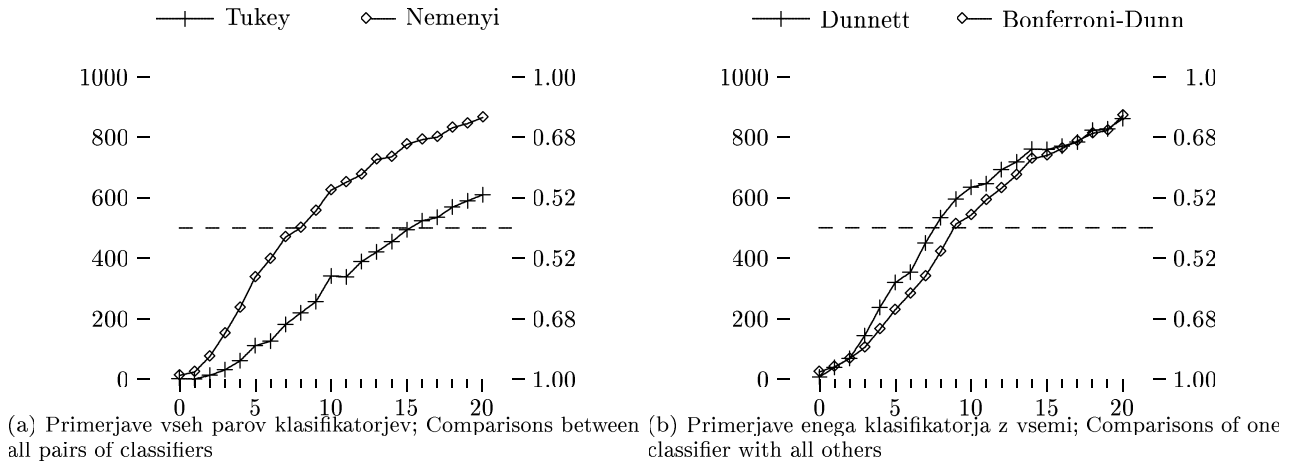 Tukey Nemenyi
Dunnett Bonferroni-Dunn
1000 1.00
800 0.68
600 0.52
400 0.52
200 0.68
0 1.00
0 5 10 15 20
(a) Primerjave vseh parov klasifikatorjev; Comparisons between
all pairs of classifiers
1000 1.0
800 0.68
600 0.52
400 0.52
200 0.68
0 1.00
0 5 10 15 20
(b) Primerjave enega klasifikatorja z vsemi; Comparisons of one
classifier with all others